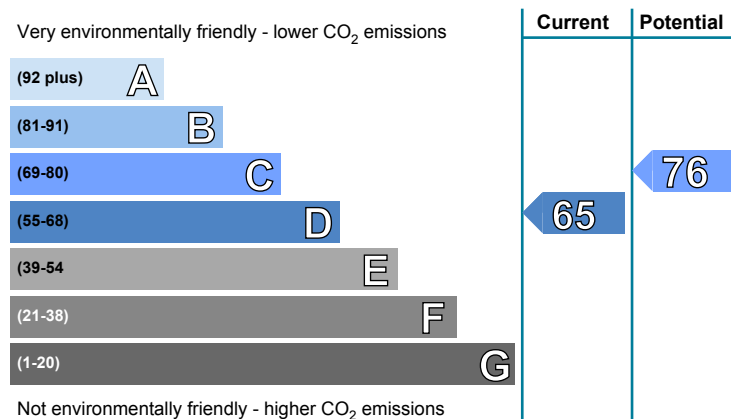 Very environmentally friendly - lower CO2 emissions
Current
Potential
(92 plus) A
(81-91) B
(69-80) C
76
(55-68) D
65
(39-54 E
(21-38) F
(1-20) G
Not environmentally friendly - higher CO2 emissions